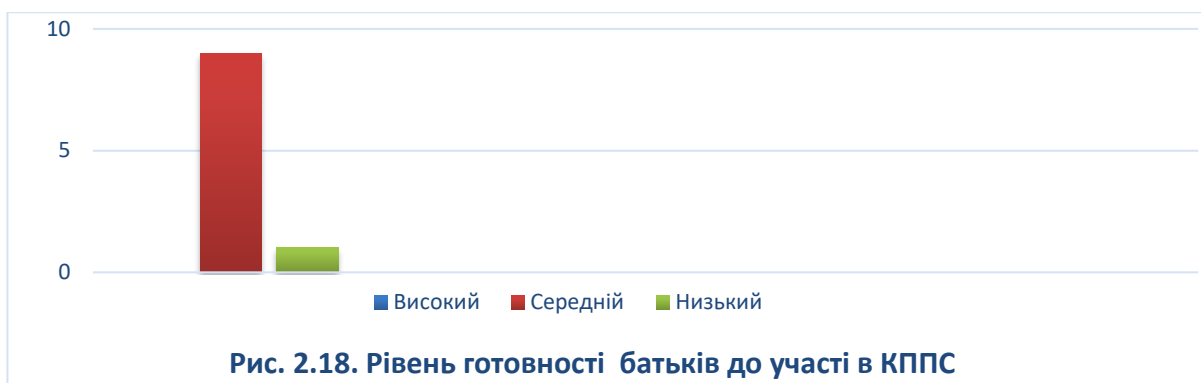 10
5
0
Високий Середній Низький
Рис. 2.18. Рівень готовності батьків до участі в КППС